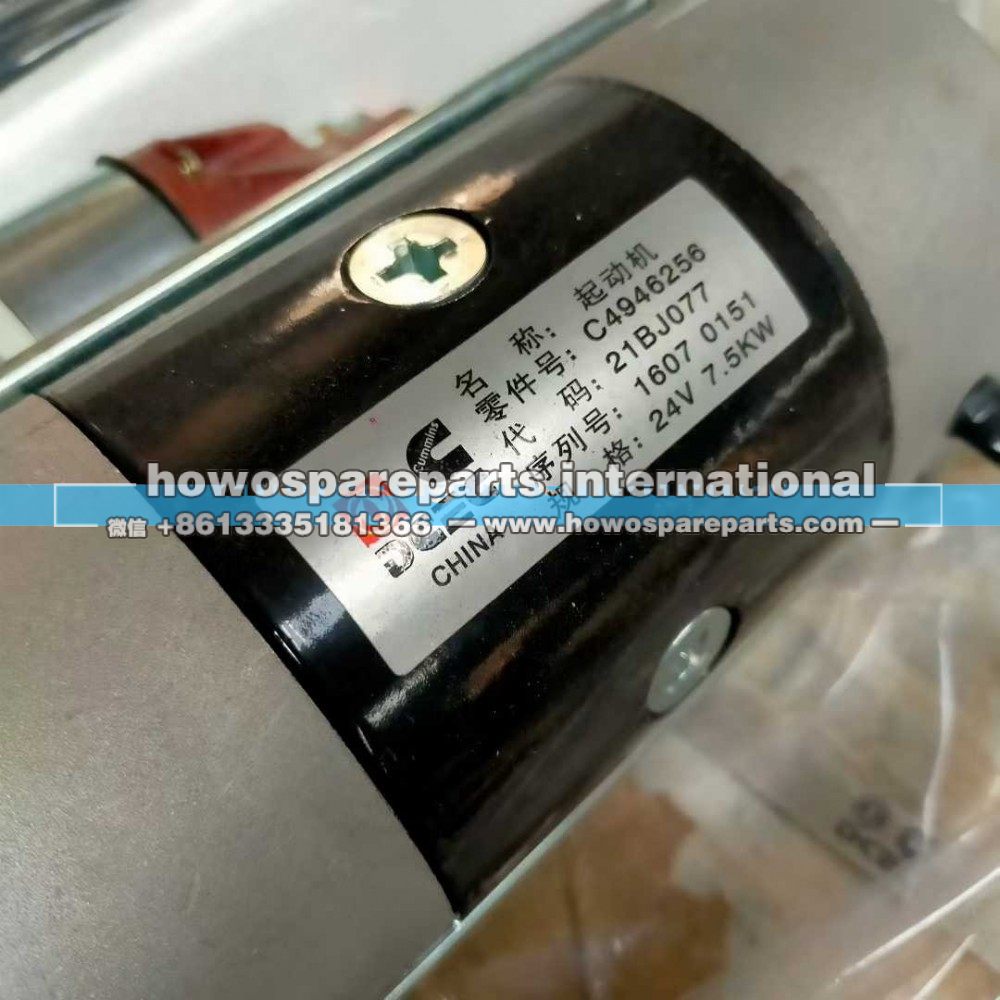 名 称: 起动机
零件号: C4946256
代 码: 21BJ077
序列号: 1607 0151
规 格: 24V 7.5KW
Cummins
CHINA
howospareparts.international
微信 +8613335181366 — www.howospareparts.com —